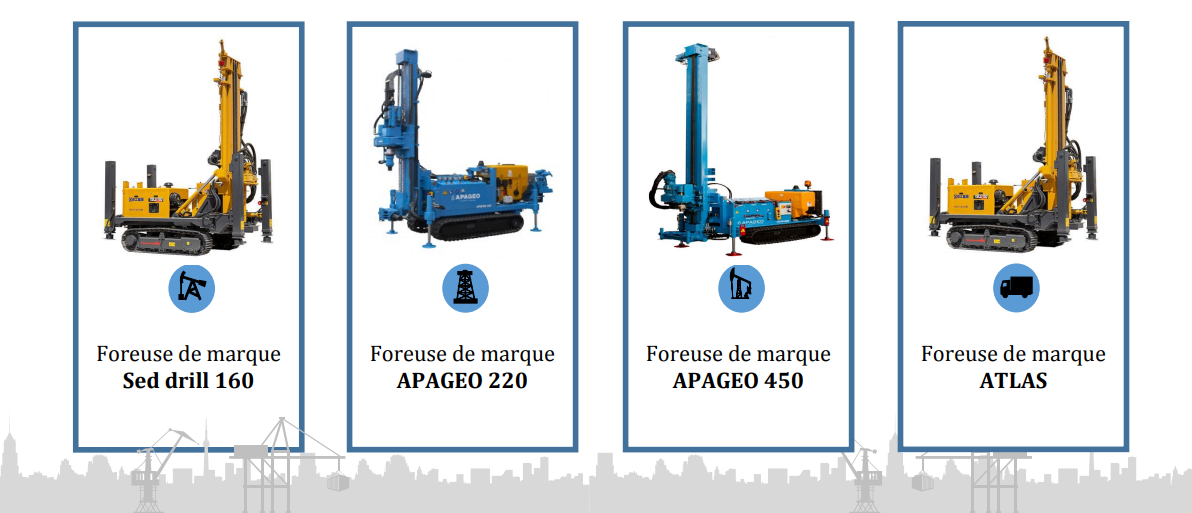 APAGEO
APAGEO
Foreuse de marque
Sed drill 160
Foreuse de marque
APAGEO 220
Foreuse de marque
APAGEO 450
Foreuse de marque
ATLAS